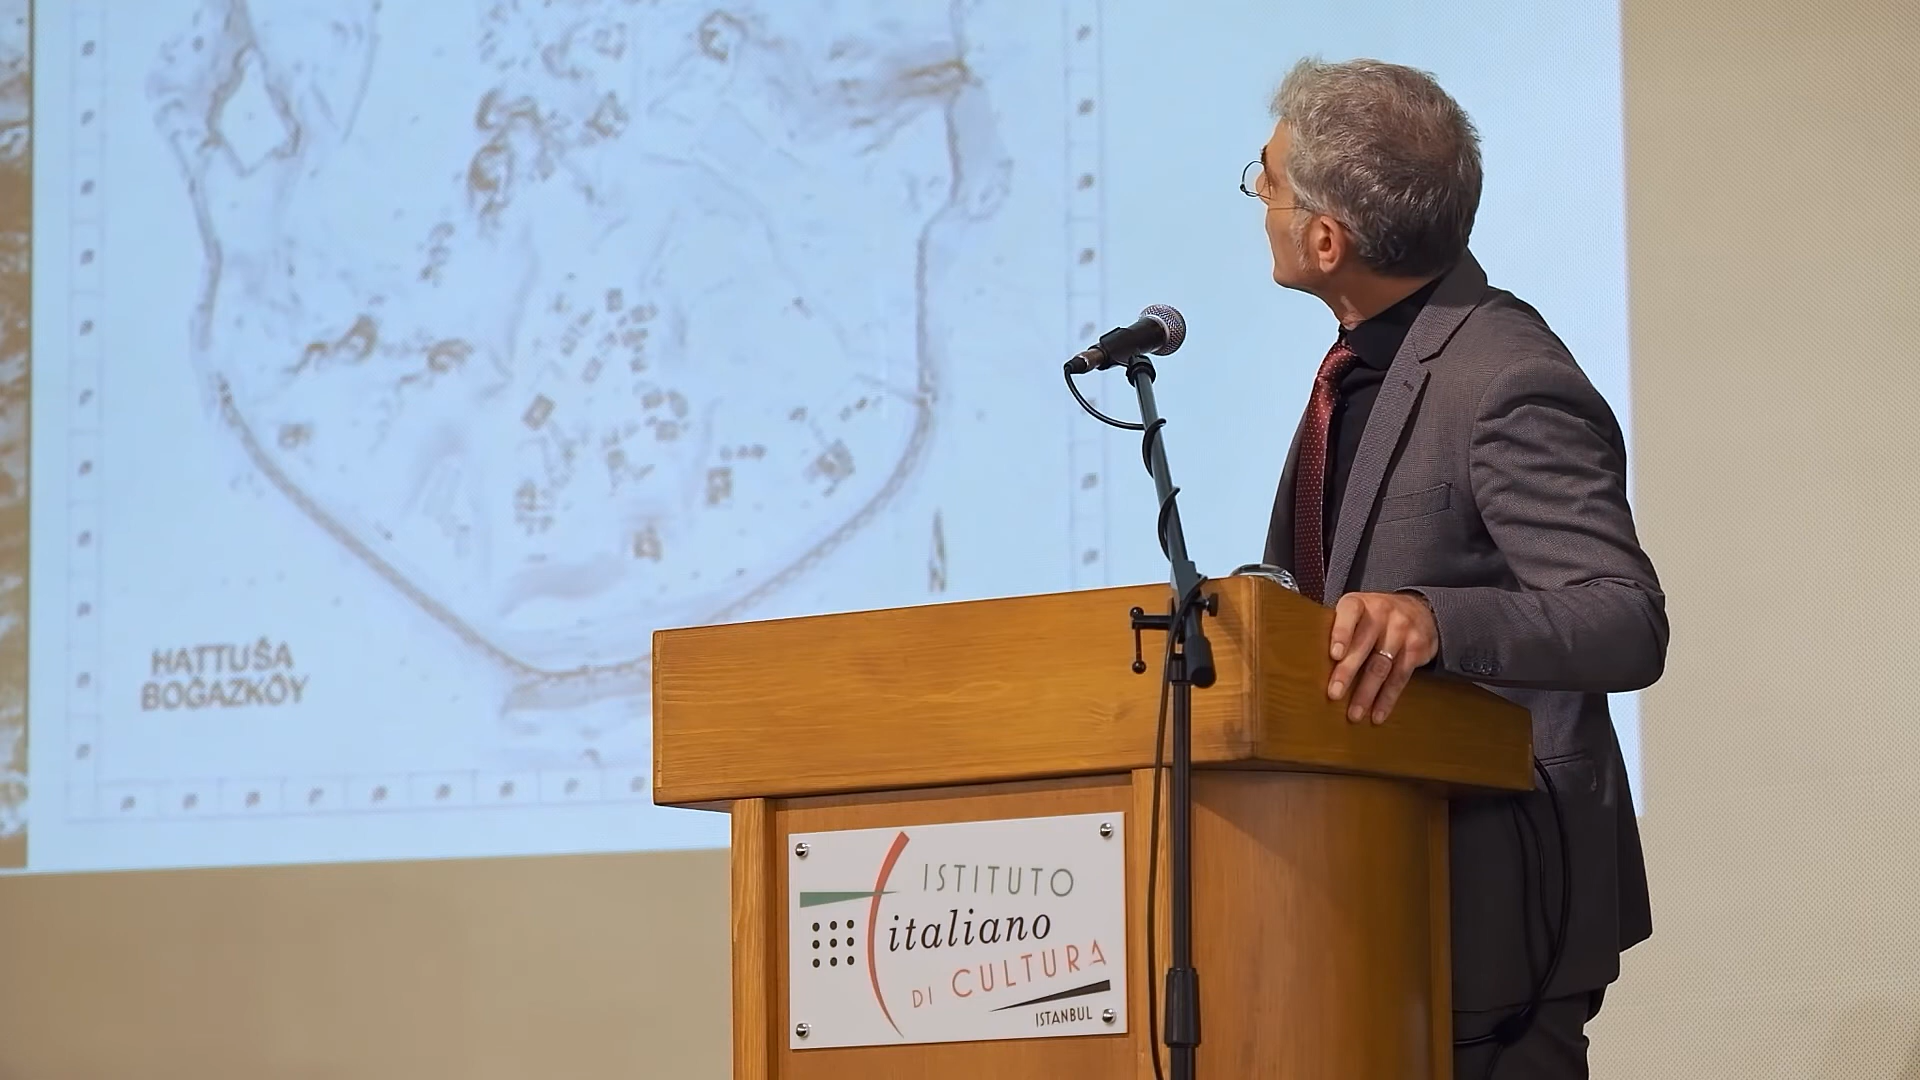 HATTUŠA
BOĞAZKÖY
ISTITUTO
italiano
DI CULTURA
ISTANBUL